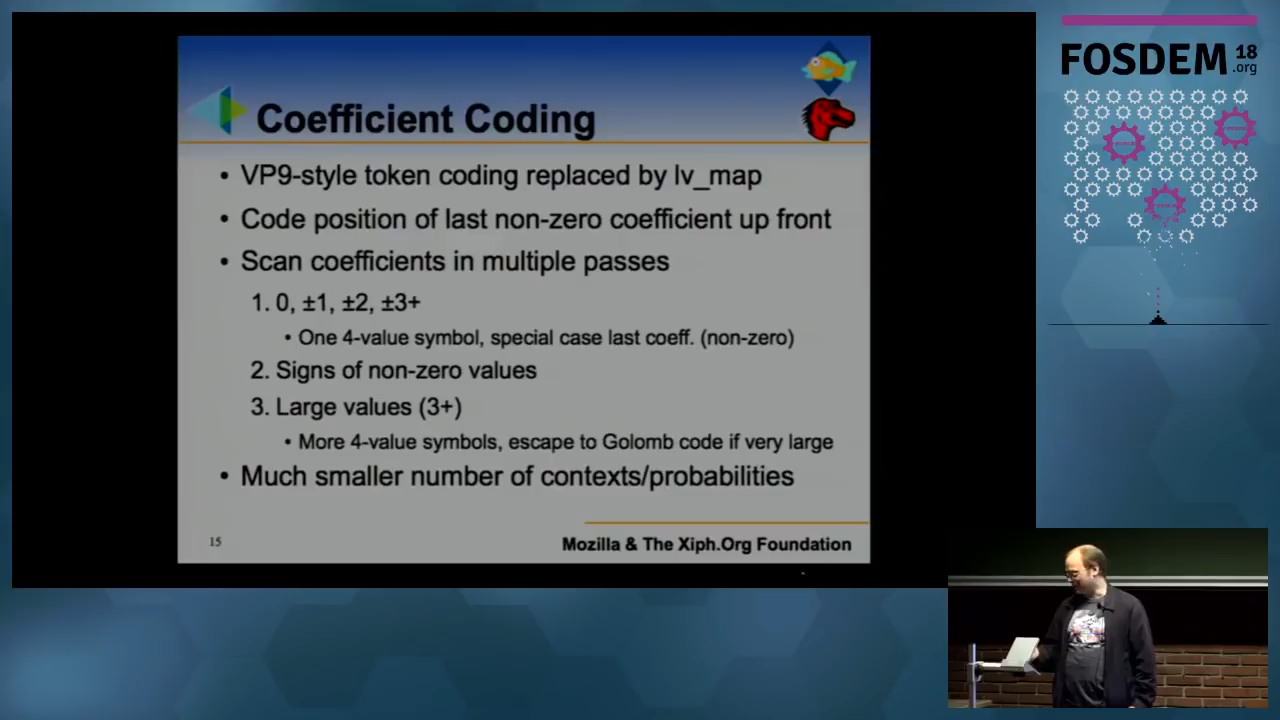 Coefficient Coding
• VP9-style token coding replaced by lv_map
• Code position of last non-zero coefficient up front
• Scan coefficients in multiple passes
1. 0, ±1, ±2, ±3+
• One 4-value symbol, special case last coeff. (non-zero)
2. Signs of non-zero values
3. Large values (3+)
• More 4-value symbols, escape to Golomb code if very large
• Much smaller number of contexts/probabilities
15
Mozilla & The Xiph.Org Foundation
FOSDEM 18
.org